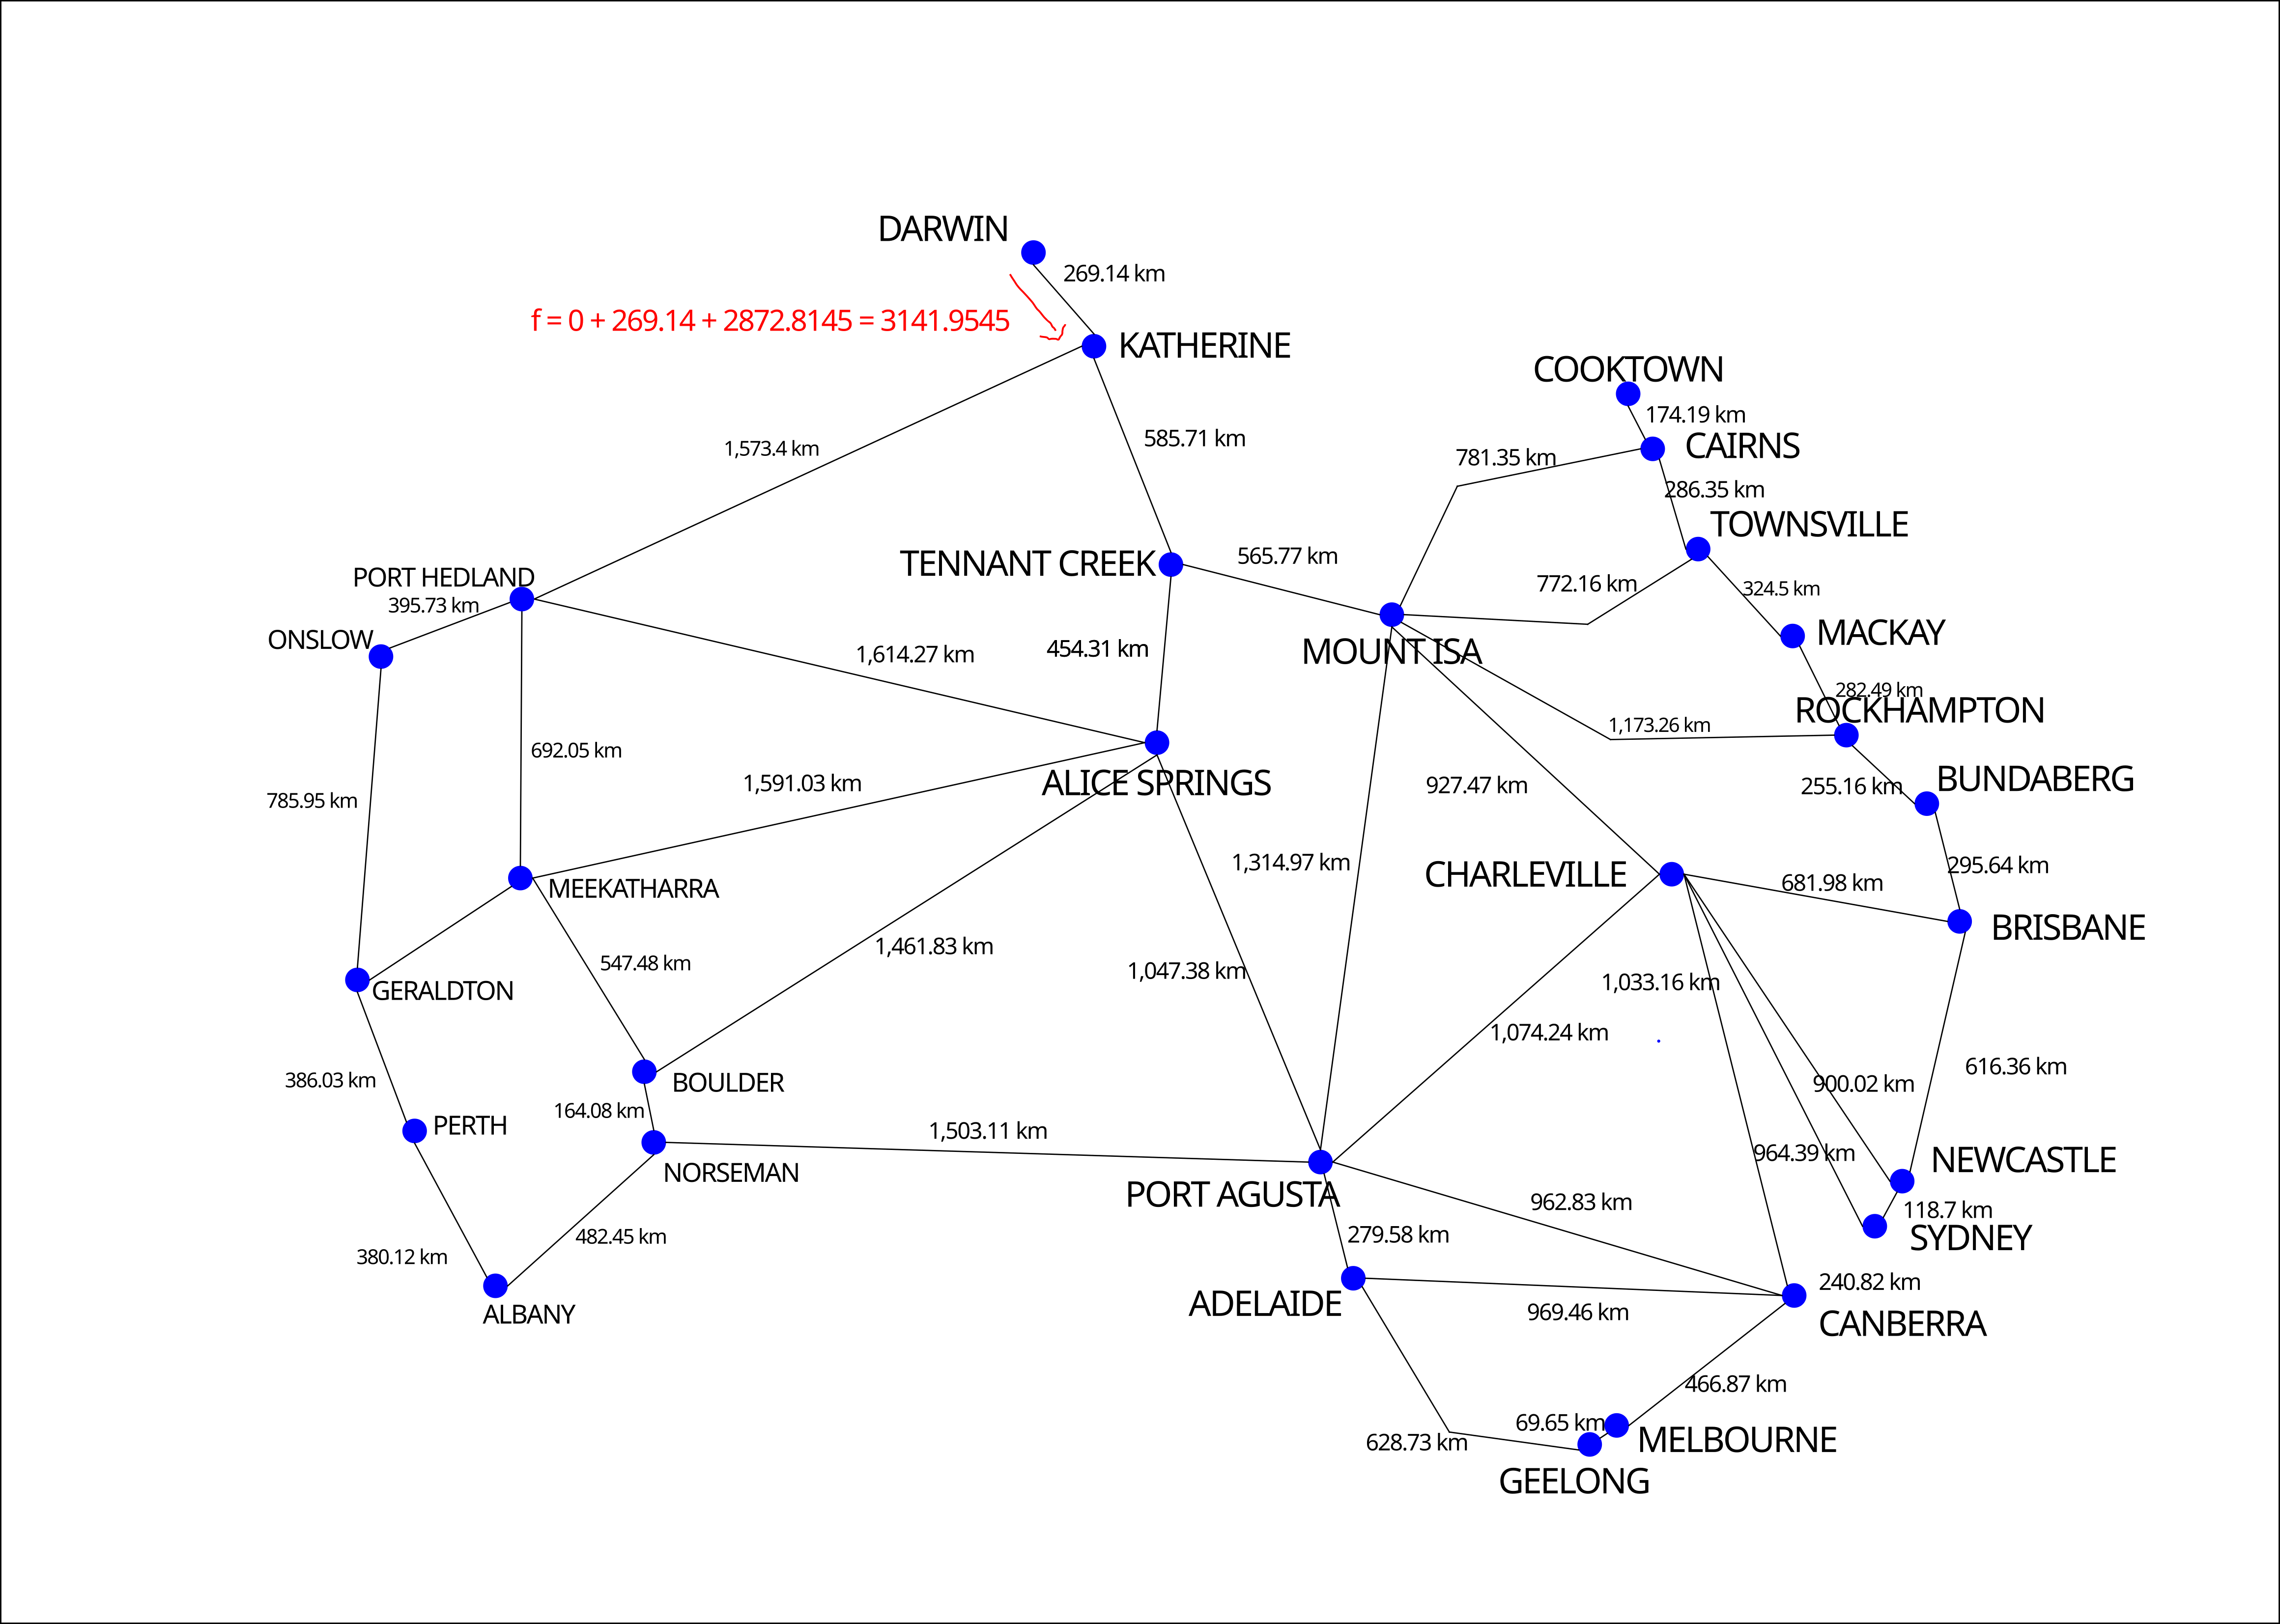 DARWIN
269.14 km
f = 0 + 269.14 + 2872.8145 = 3141.9545
KATHERINE
COOKTOWN
174.19 km
CAIRNS
1,573.4 km
585.71 km
781.35 km
286.35 km
TOWNSVILLE
TENNANT CREEK
565.77 km
PORT HEDLAND
772.16 km
324.5 km
395.73 km
ONSLOW
MACKAY
1,614.27 km
454.31 km
MOUNT ISA
282.49 km
ROCKHAMPTON
1,173.26 km
692.05 km
1,591.03 km
ALICE SPRINGS
927.47 km
255.16 km
BUNDABERG
785.95 km
1,314.97 km
CHARLEVILLE
681.98 km
295.64 km
MEEKATHARRA
BRISBANE
547.48 km
1,461.83 km
1,047.38 km
1,033.16 km
GERALDTON
1,074.24 km
386.03 km
BOULDER
900.02 km
616.36 km
164.08 km
PERTH
1,503.11 km
964.39 km
NEWCASTLE
NORSEMAN
PORT AGUSTA
962.83 km
118.7 km
482.45 km
279.58 km
SYDNEY
380.12 km
240.82 km
ALBANY
ADELAIDE
969.46 km
CANBERRA
466.87 km
69.65 km
628.73 km
MELBOURNE
GEELONG